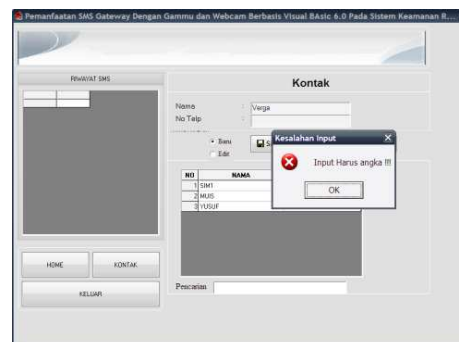 Pemanfaatan SMS Gateway Dengan Gammu dan Webcam Berbasis Visual BAsic 6.0 Pada Sistem Keamanan R...
RIWAYAT SMS
Kontak
Nama : Verga
No Telp :
Baru
Edit
Kesalahan Input X
Input Harus angka !!!
OK
NO NAMA
1 SIM1
2 MUIS
3 YUSUF
HOME KONTAK
KELUAR
Pencarian